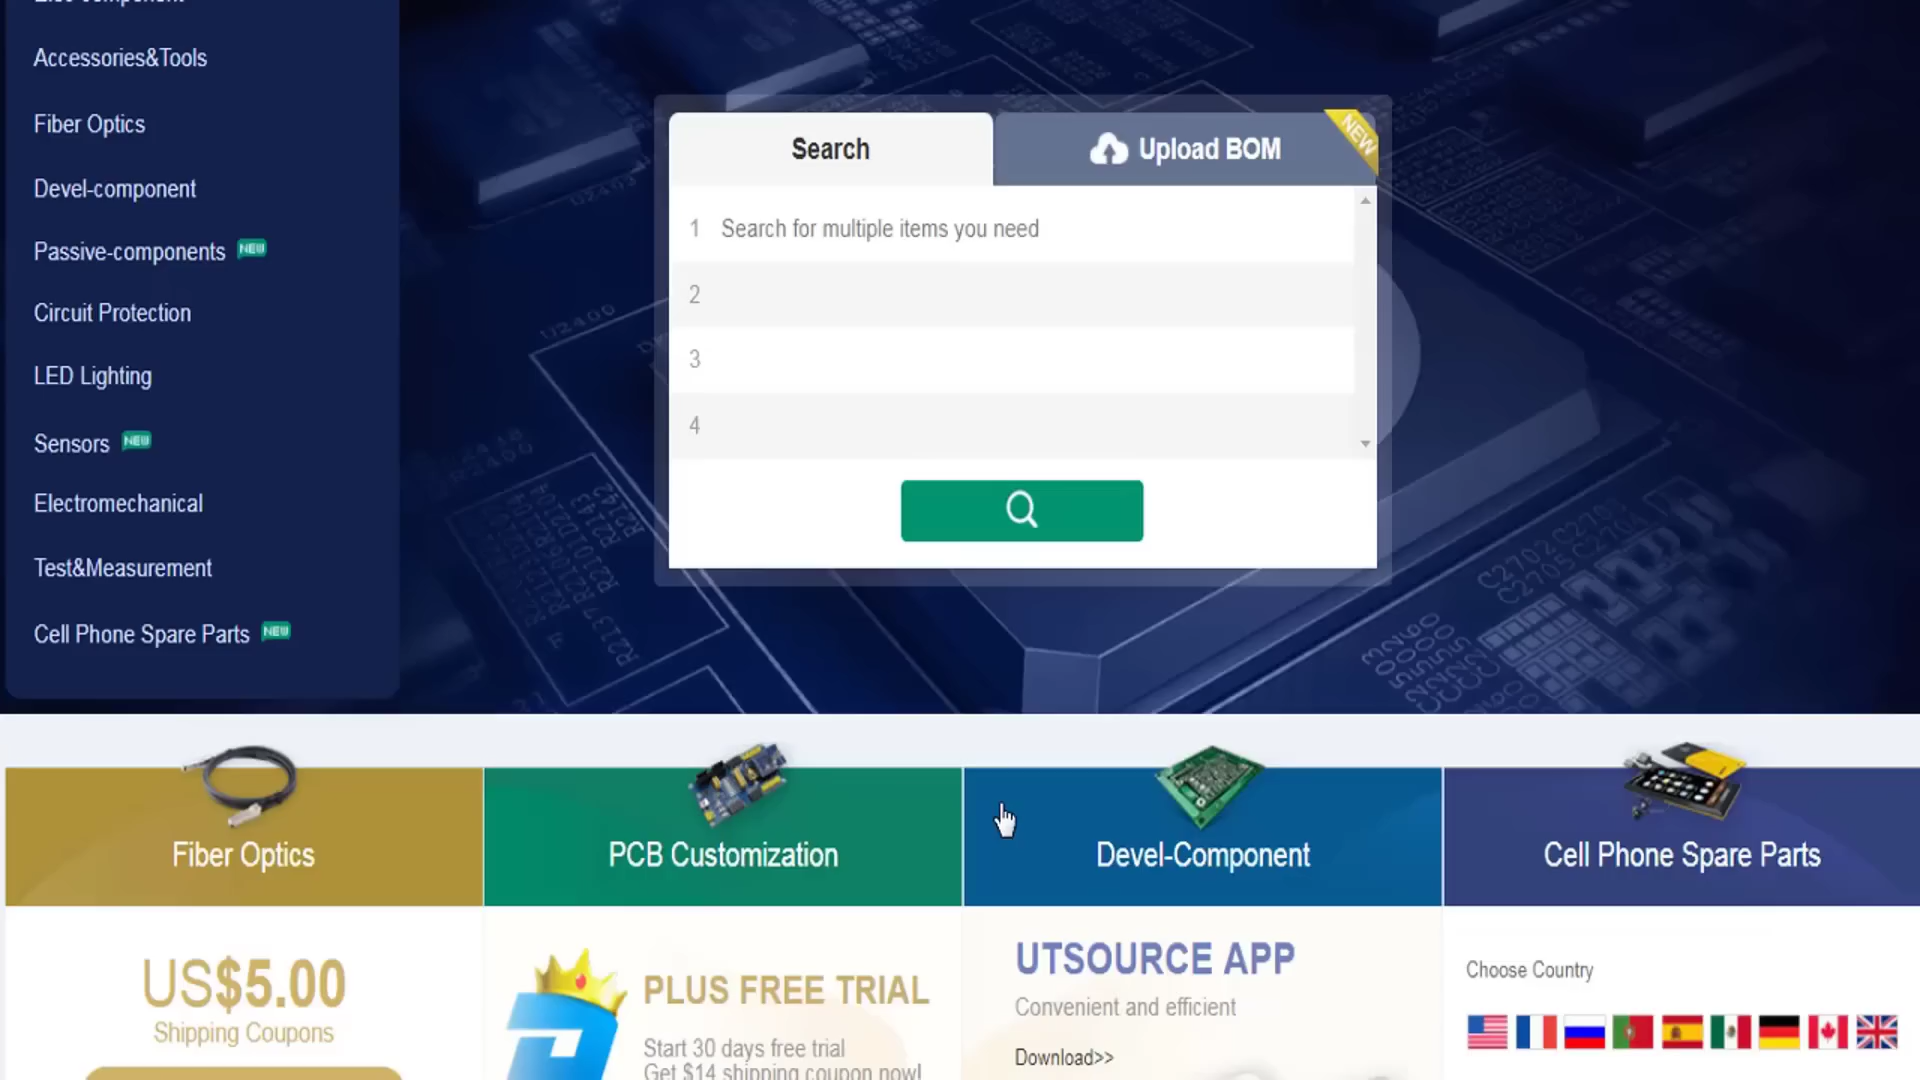 Accessories&Tools
Fiber Optics
Devel-component
Passive-components NEW
Circuit Protection
LED Lighting
Sensors NEW
Electromechanical
Test&Measurement
Cell Phone Spare Parts NEW
Search
Upload BOM
NEW
1 Search for multiple items you need
2
3
4
Fiber Optics
PCB Customization
Devel-Component
Cell Phone Spare Parts
US$5.00
Shipping Coupons
PLUS FREE TRIAL
Start 30 days free trial
Get $14 shipping coupon now!
UTSOURCE APP
Convenient and efficient
Download>>
Choose Country